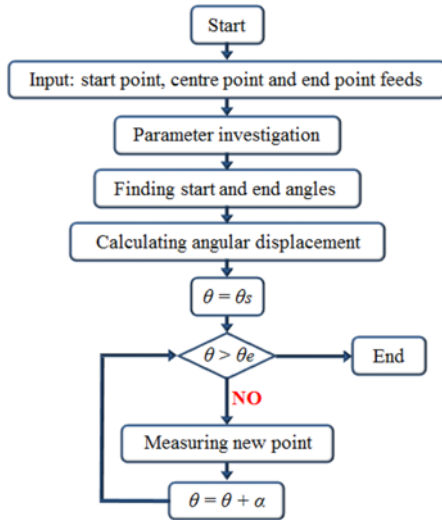 Start
Input: start point, centre point and end point feeds
Parameter investigation
Finding start and end angles
Calculating angular displacement
θ = θs
θ > θe
End
NO
Measuring new point
θ = θ + α